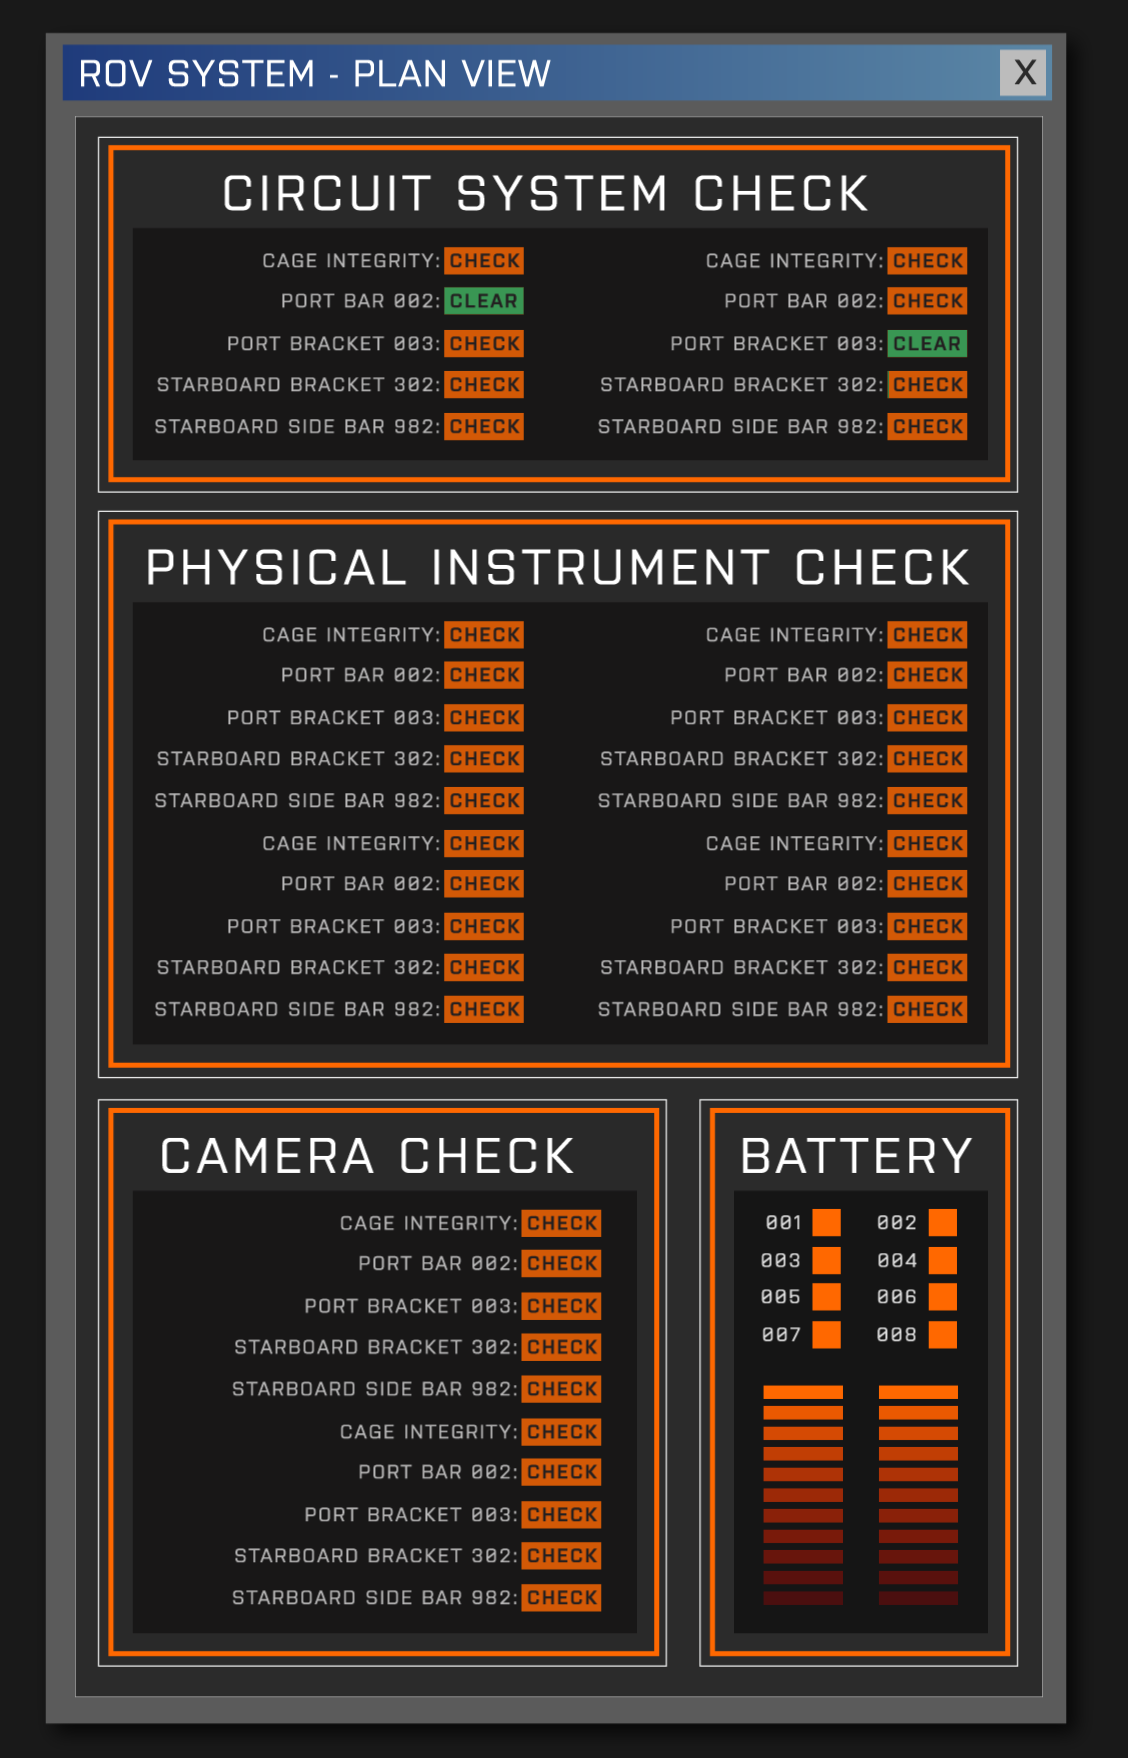 ROV SYSTEM - PLAN VIEW X
CIRCUIT SYSTEM CHECK
CAGE INTEGRITY: CHECK CAGE INTEGRITY: CHECK
PORT BAR 002: CLEAR PORT BAR 002: CHECK
PORT BRACKET 003: CHECK PORT BRACKET 003: CLEAR
STARBOARD BRACKET 302: CHECK STARBOARD BRACKET 302: CHECK
STARBOARD SIDE BAR 982: CHECK STARBOARD SIDE BAR 982: CHECK
PHYSICAL INSTRUMENT CHECK
CAGE INTEGRITY: CHECK CAGE INTEGRITY: CHECK
PORT BAR 002: CHECK PORT BAR 002: CHECK
PORT BRACKET 003: CHECK PORT BRACKET 003: CHECK
STARBOARD BRACKET 302: CHECK STARBOARD BRACKET 302: CHECK
STARBOARD SIDE BAR 982: CHECK STARBOARD SIDE BAR 982: CHECK
CAGE INTEGRITY: CHECK CAGE INTEGRITY: CHECK
PORT BAR 002: CHECK PORT BAR 002: CHECK
PORT BRACKET 003: CHECK PORT BRACKET 003: CHECK
STARBOARD BRACKET 302: CHECK STARBOARD BRACKET 302: CHECK
STARBOARD SIDE BAR 982: CHECK STARBOARD SIDE BAR 982: CHECK
CAMERA CHECK
CAGE INTEGRITY: CHECK
PORT BAR 002: CHECK
PORT BRACKET 003: CHECK
STARBOARD BRACKET 302: CHECK
STARBOARD SIDE BAR 982: CHECK
CAGE INTEGRITY: CHECK
PORT BAR 002: CHECK
PORT BRACKET 003: CHECK
STARBOARD BRACKET 302: CHECK
STARBOARD SIDE BAR 982: CHECK
BATTERY
001 002
003 004
005 006
007 008